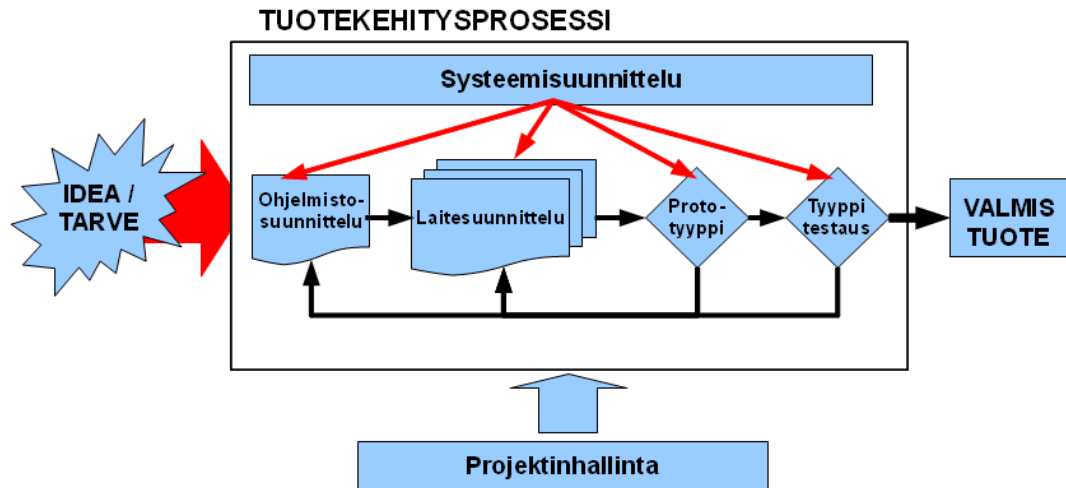 TUOTEKEHITYSPROSESSI
Systeemisuunnittelu
IDEA /
TARVE
Ohjelmisto-
suunnittelu
Laitesuunnittelu
Proto-
tyyppi
Tyyppi
testaus
VALMIS
TUOTE
Projektinhallinta